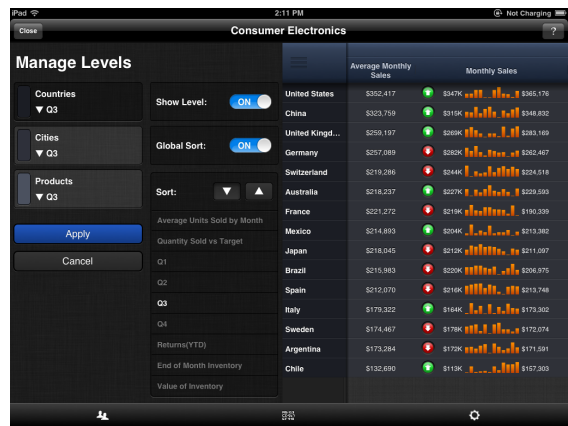 iPad 2:11 PM Not Charging
Close Consumer Electronics ?
Manage Levels
Countries
▼ Q3
Cities
▼ Q3
Products
▼ Q3
Apply
Cancel
Show Level: ON
Global Sort: ON
Sort: ▼ ▲
Average Units Sold by Month
Quantity Sold vs Target
Q1
Q2
Q3
Q4
Returns(YTD)
End of Month Inventory
Value of Inventory
Average Monthly
Sales
Monthly Sales
United States $352,417 $347K $365,176
China $323,759 $315K $348,832
United Kingd... $259,197 $269K $283,169
Germany $257,089 $282K $262,467
Switzerland $219,286 $244K $224,518
Australia $218,237 $227K $229,593
France $221,272 $219K $190,339
Mexico $214,893 $204K $213,382
Japan $218,045 $212K $211,097
Brazil $215,983 $220K $206,975
Spain $212,070 $216K $213,748
Italy $179,322 $164K $173,302
Sweden $174,467 $178K $172,074
Argentina $173,284 $172K $171,591
Chile $132,690 $113K $157,303